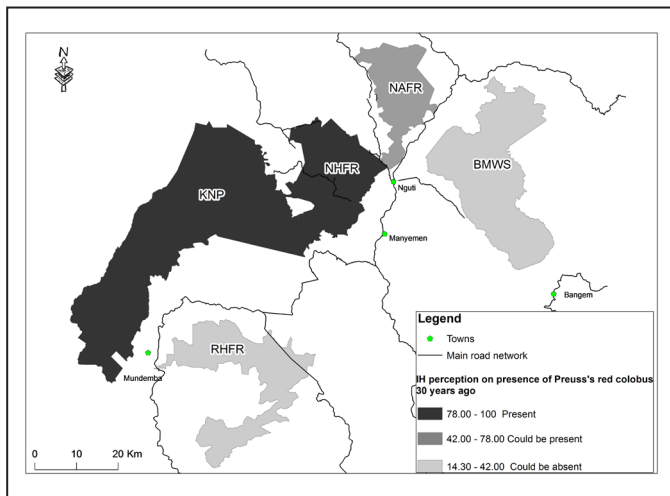 N
NAFR
NHFR
BMWS
KNP
Nguti
Manyemen
Bangem
RHFR
Mundemba
Legend
Towns
Main road network
IH perception on presence of Preuss's red colobus
30 years ago
78.00 - 100 Present
42.00 - 78.00 Could be present
14.30 - 42.00 Could be absent
0 10 20 Km